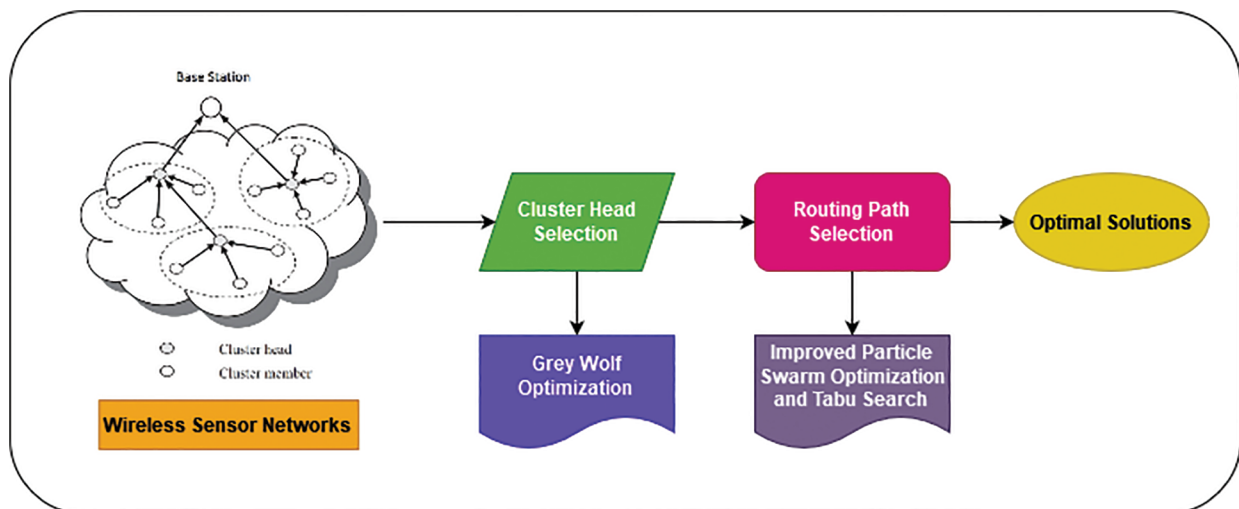 Base Station
Cluster head
Cluster member
Wireless Sensor Networks
Cluster Head
Selection
Grey Wolf
Optimization
Routing Path
Selection
Improved Particle
Swarm Optimization
and Tabu Search
Optimal Solutions